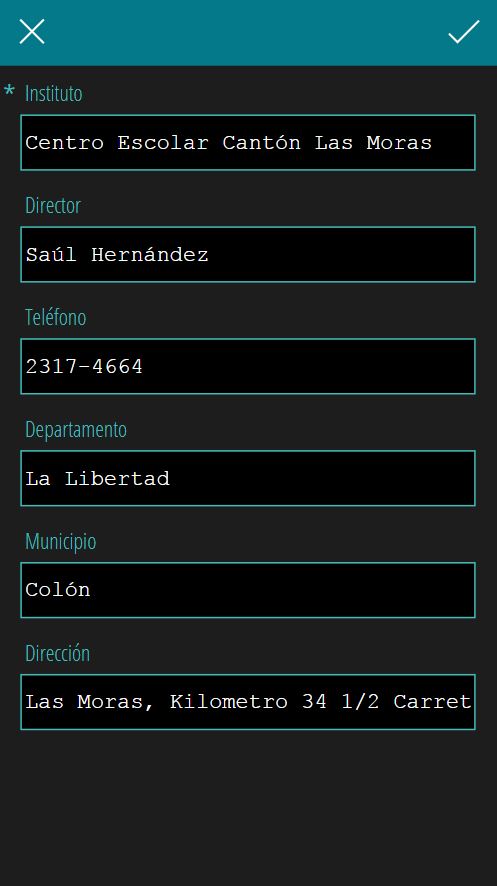 * Instituto
Centro Escolar Cantón Las Moras
Director
Saúl Hernández
Teléfono
2317-4664
Departamento
La Libertad
Municipio
Colón
Dirección
Las Moras, Kilometro 34 1/2 Carret